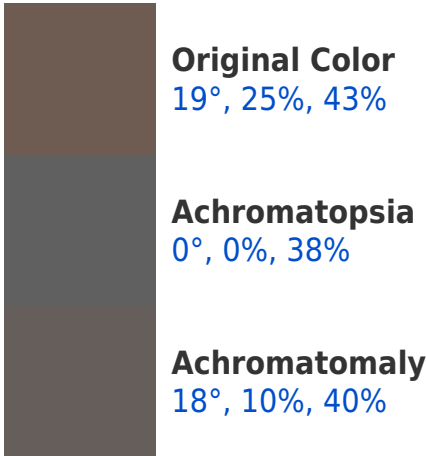 Original Color
19°, 25%, 43%
Achromatopsia
0°, 0%, 38%
Achromatomaly
18°, 10%, 40%